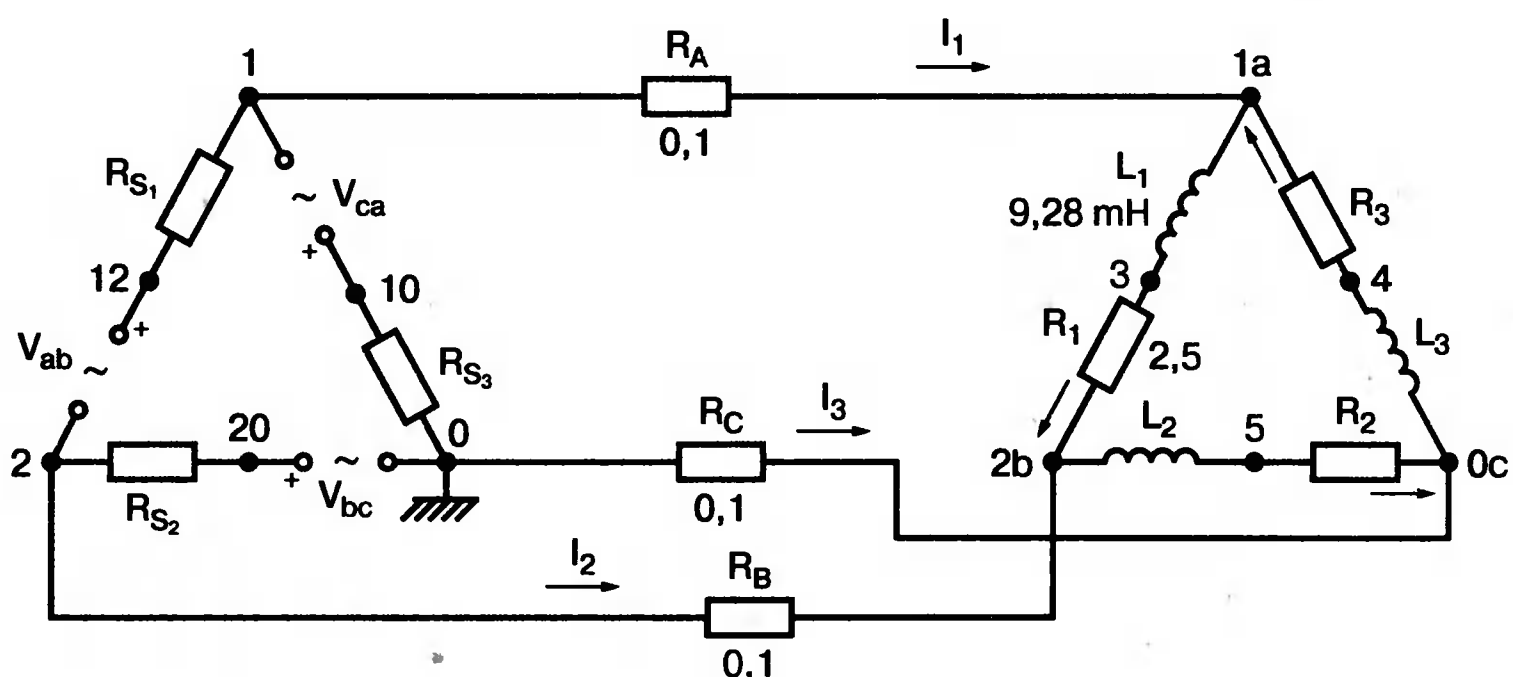 1
R_A
0,1
I_1
1a
R_S1
~ V_ca
+
12
+
10
V_ab ~
R_S3
L_1
9,28 mH
3
R_1
2,5
R_3
4
L_3
2
R_S2
20
+
~
V_bc
0
R_C
0,1
I_3
2b
L_2
5
R_2
0c
I_2
R_B
0,1